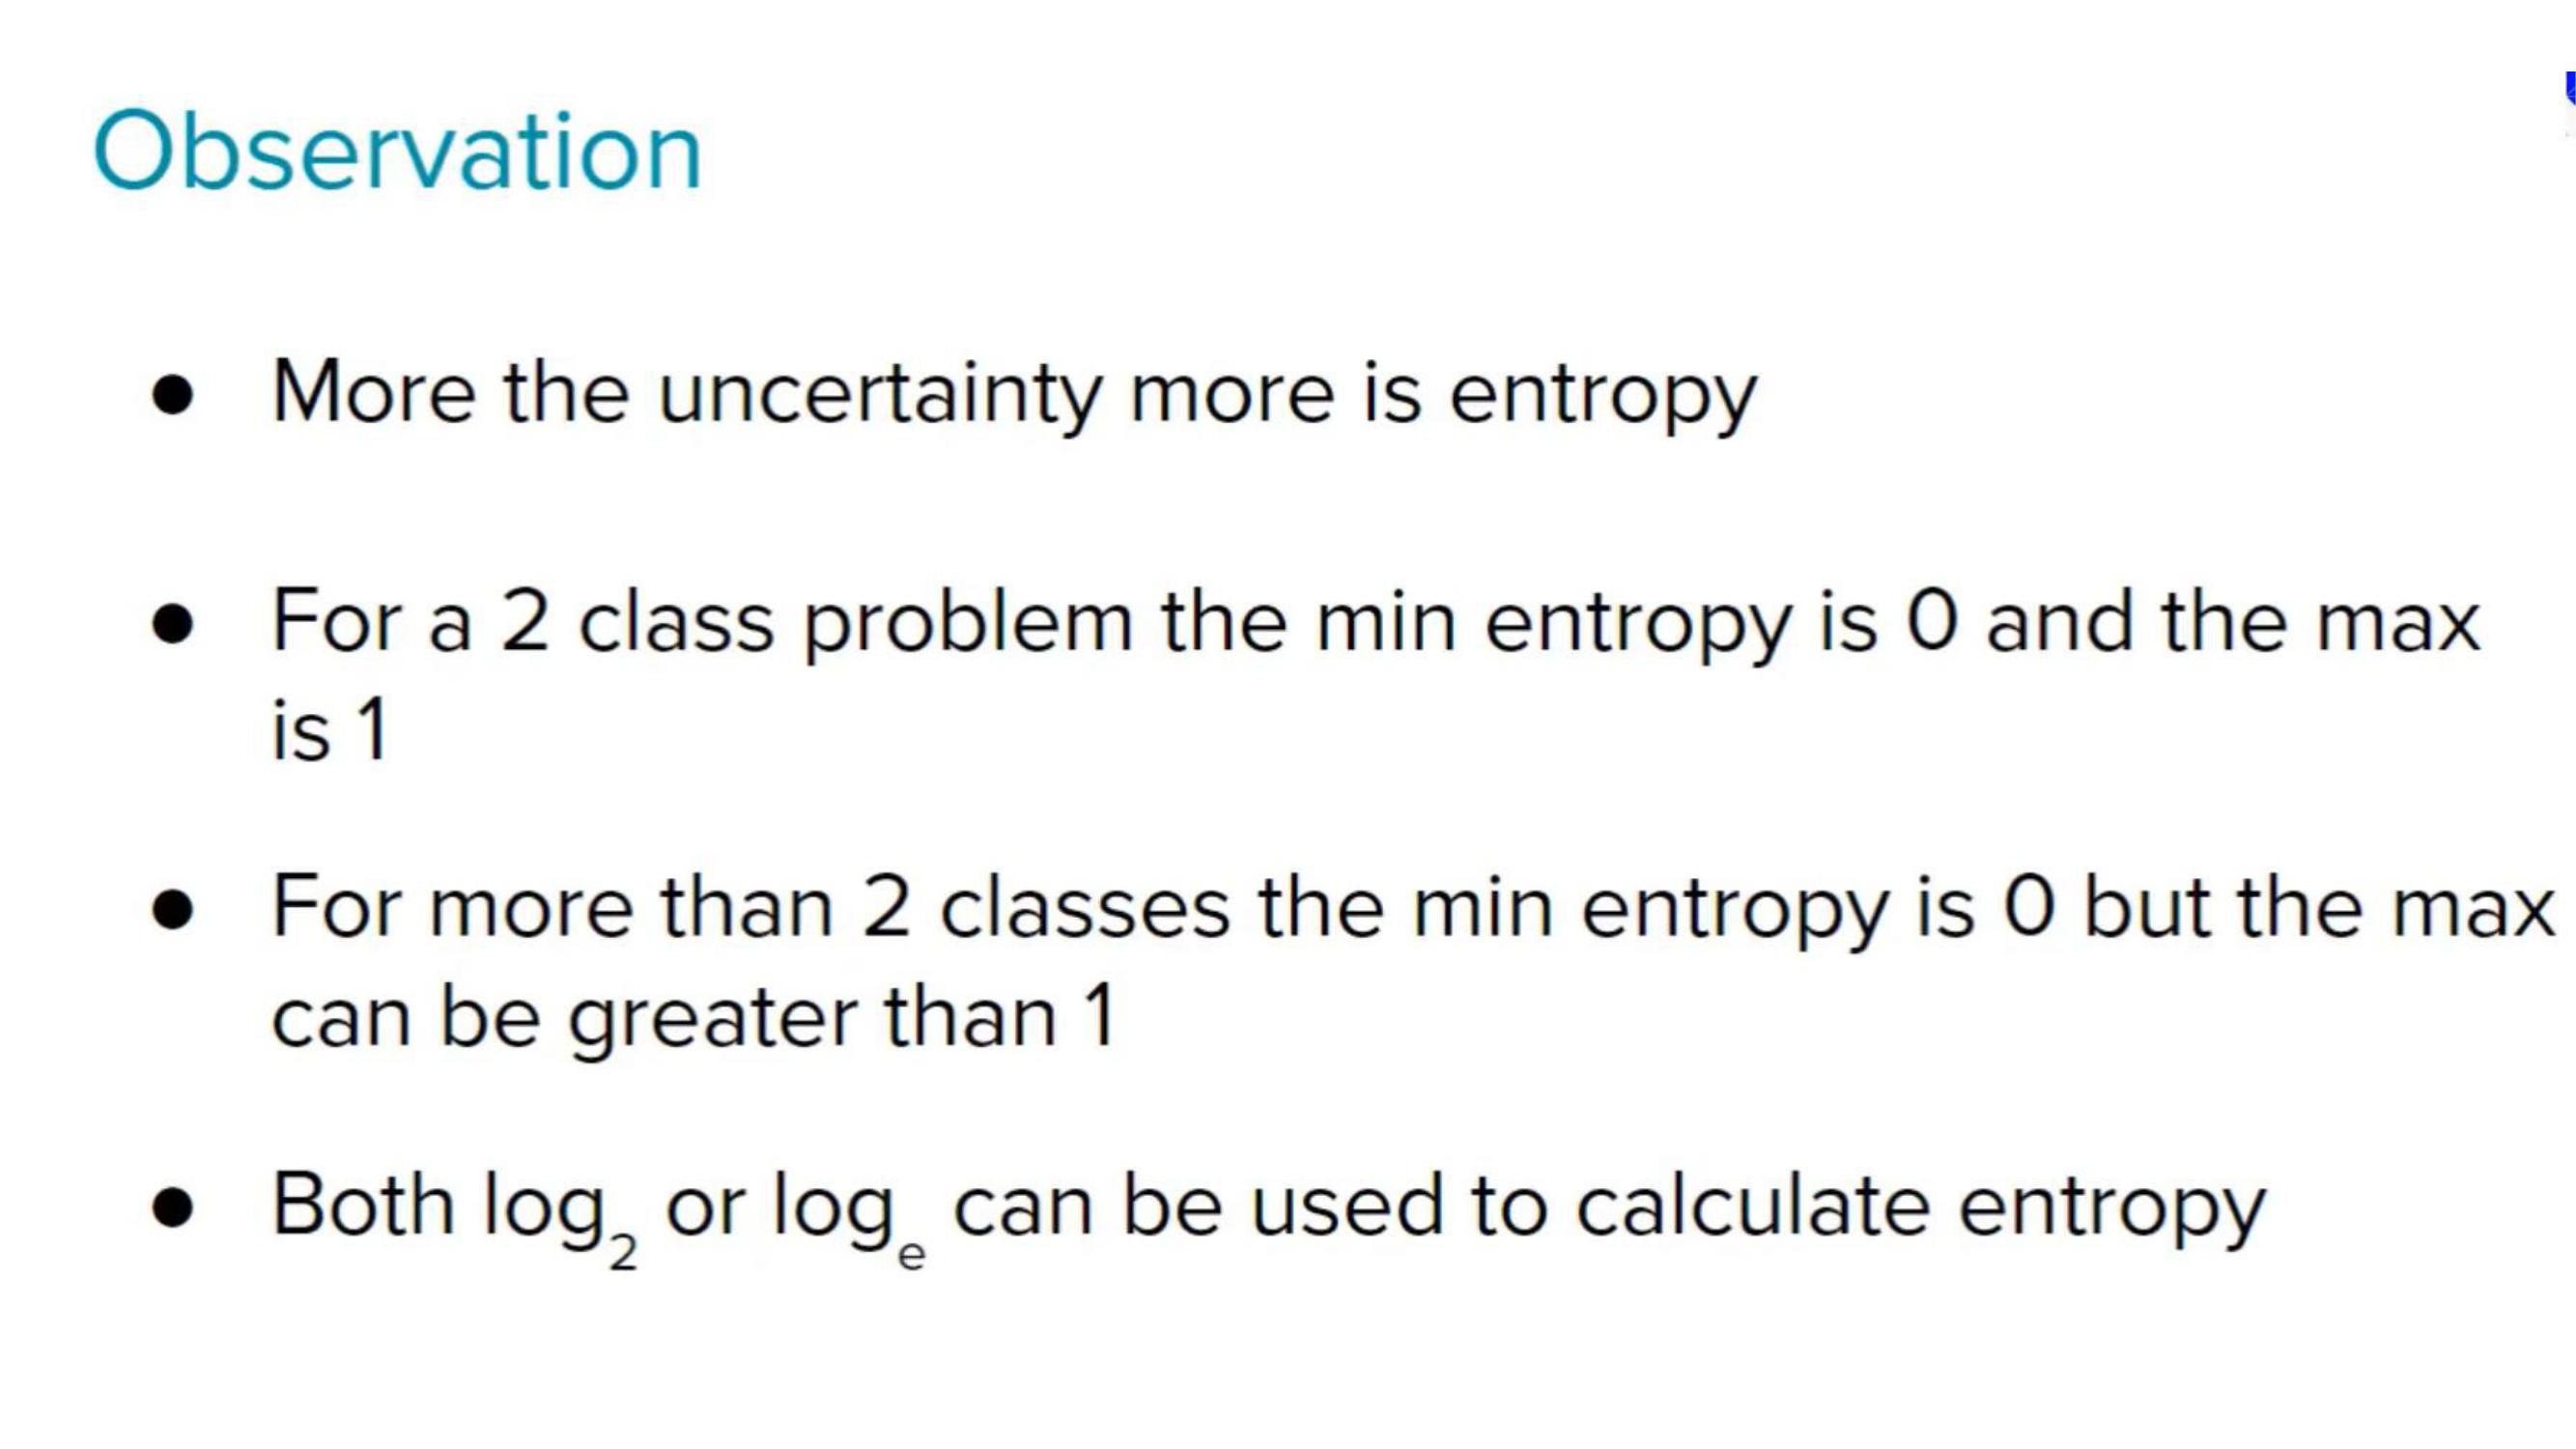 Observation
● More the uncertainty more is entropy
● For a 2 class problem the min entropy is 0 and the max
is 1
● For more than 2 classes the min entropy is 0 but the max
can be greater than 1
● Both log₂ or logₑ can be used to calculate entropy